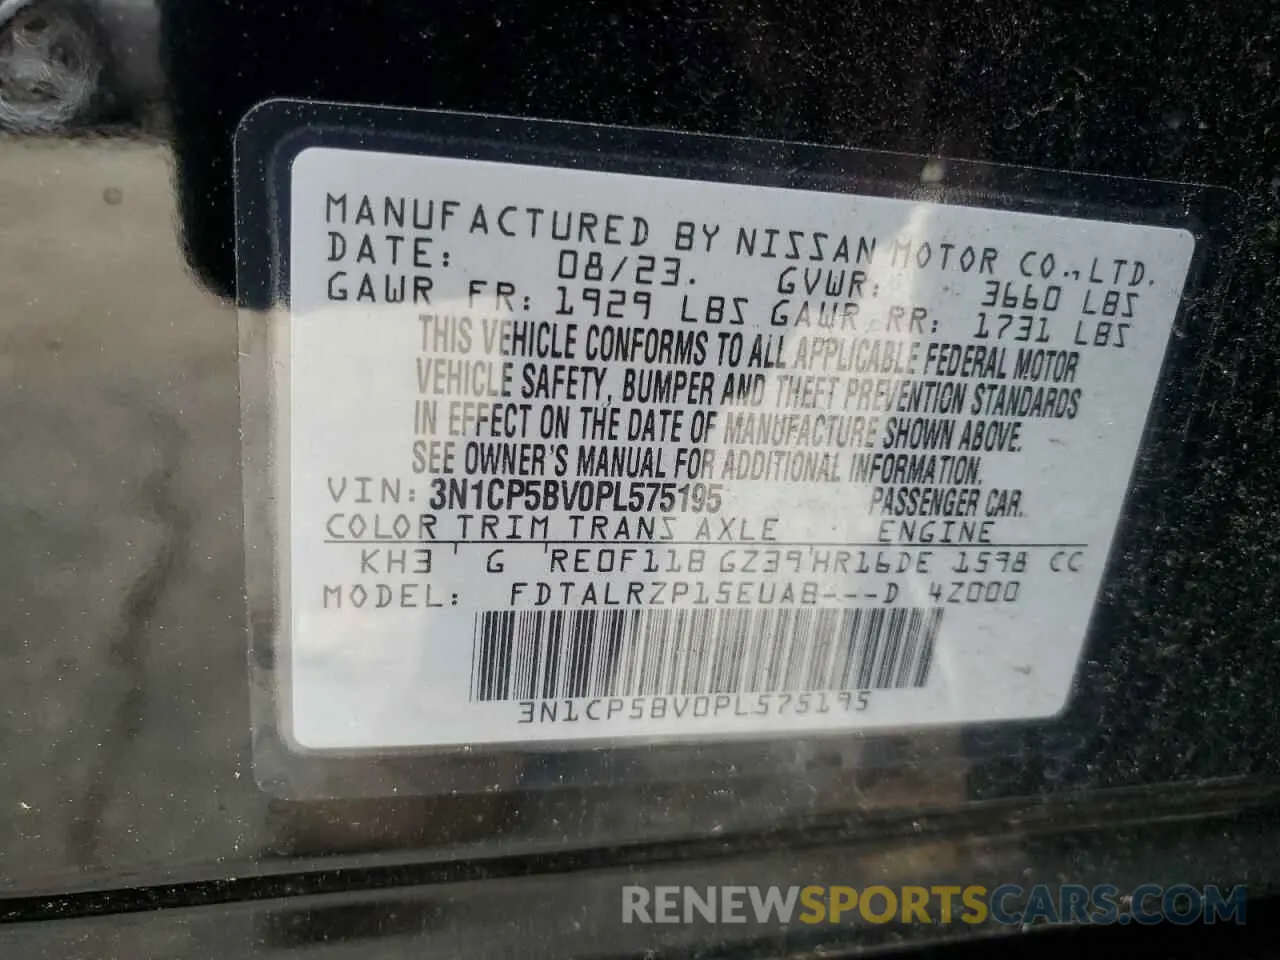 MANUFACTURED BY NISSAN MOTOR CO., LTD.
DATE: 08/23. GVWR: 3660 LBS
GAWR FR: 1929 LBS GAWR RR: 1731 LBS
THIS VEHICLE CONFORMS TO ALL APPLICABLE FEDERAL MOTOR
VEHICLE SAFETY, BUMPER AND THEFT PREVENTION STANDARDS
IN EFFECT ON THE DATE OF MANUFACTURE SHOWN ABOVE.
SEE OWNER'S MANUAL FOR ADDITIONAL INFORMATION.
VIN: 3N1CP5BV0PL575195 PASSENGER CAR.
COLOR TRIM TRANS AXLE ENGINE
KH3 G RE0F11B GZ39 HR16DE 1598 CC
MODEL: FDTALRZP15EUAB---D 4Z000
3N1CP5BV0PL575195
RENEWSPORTSCARS.COM